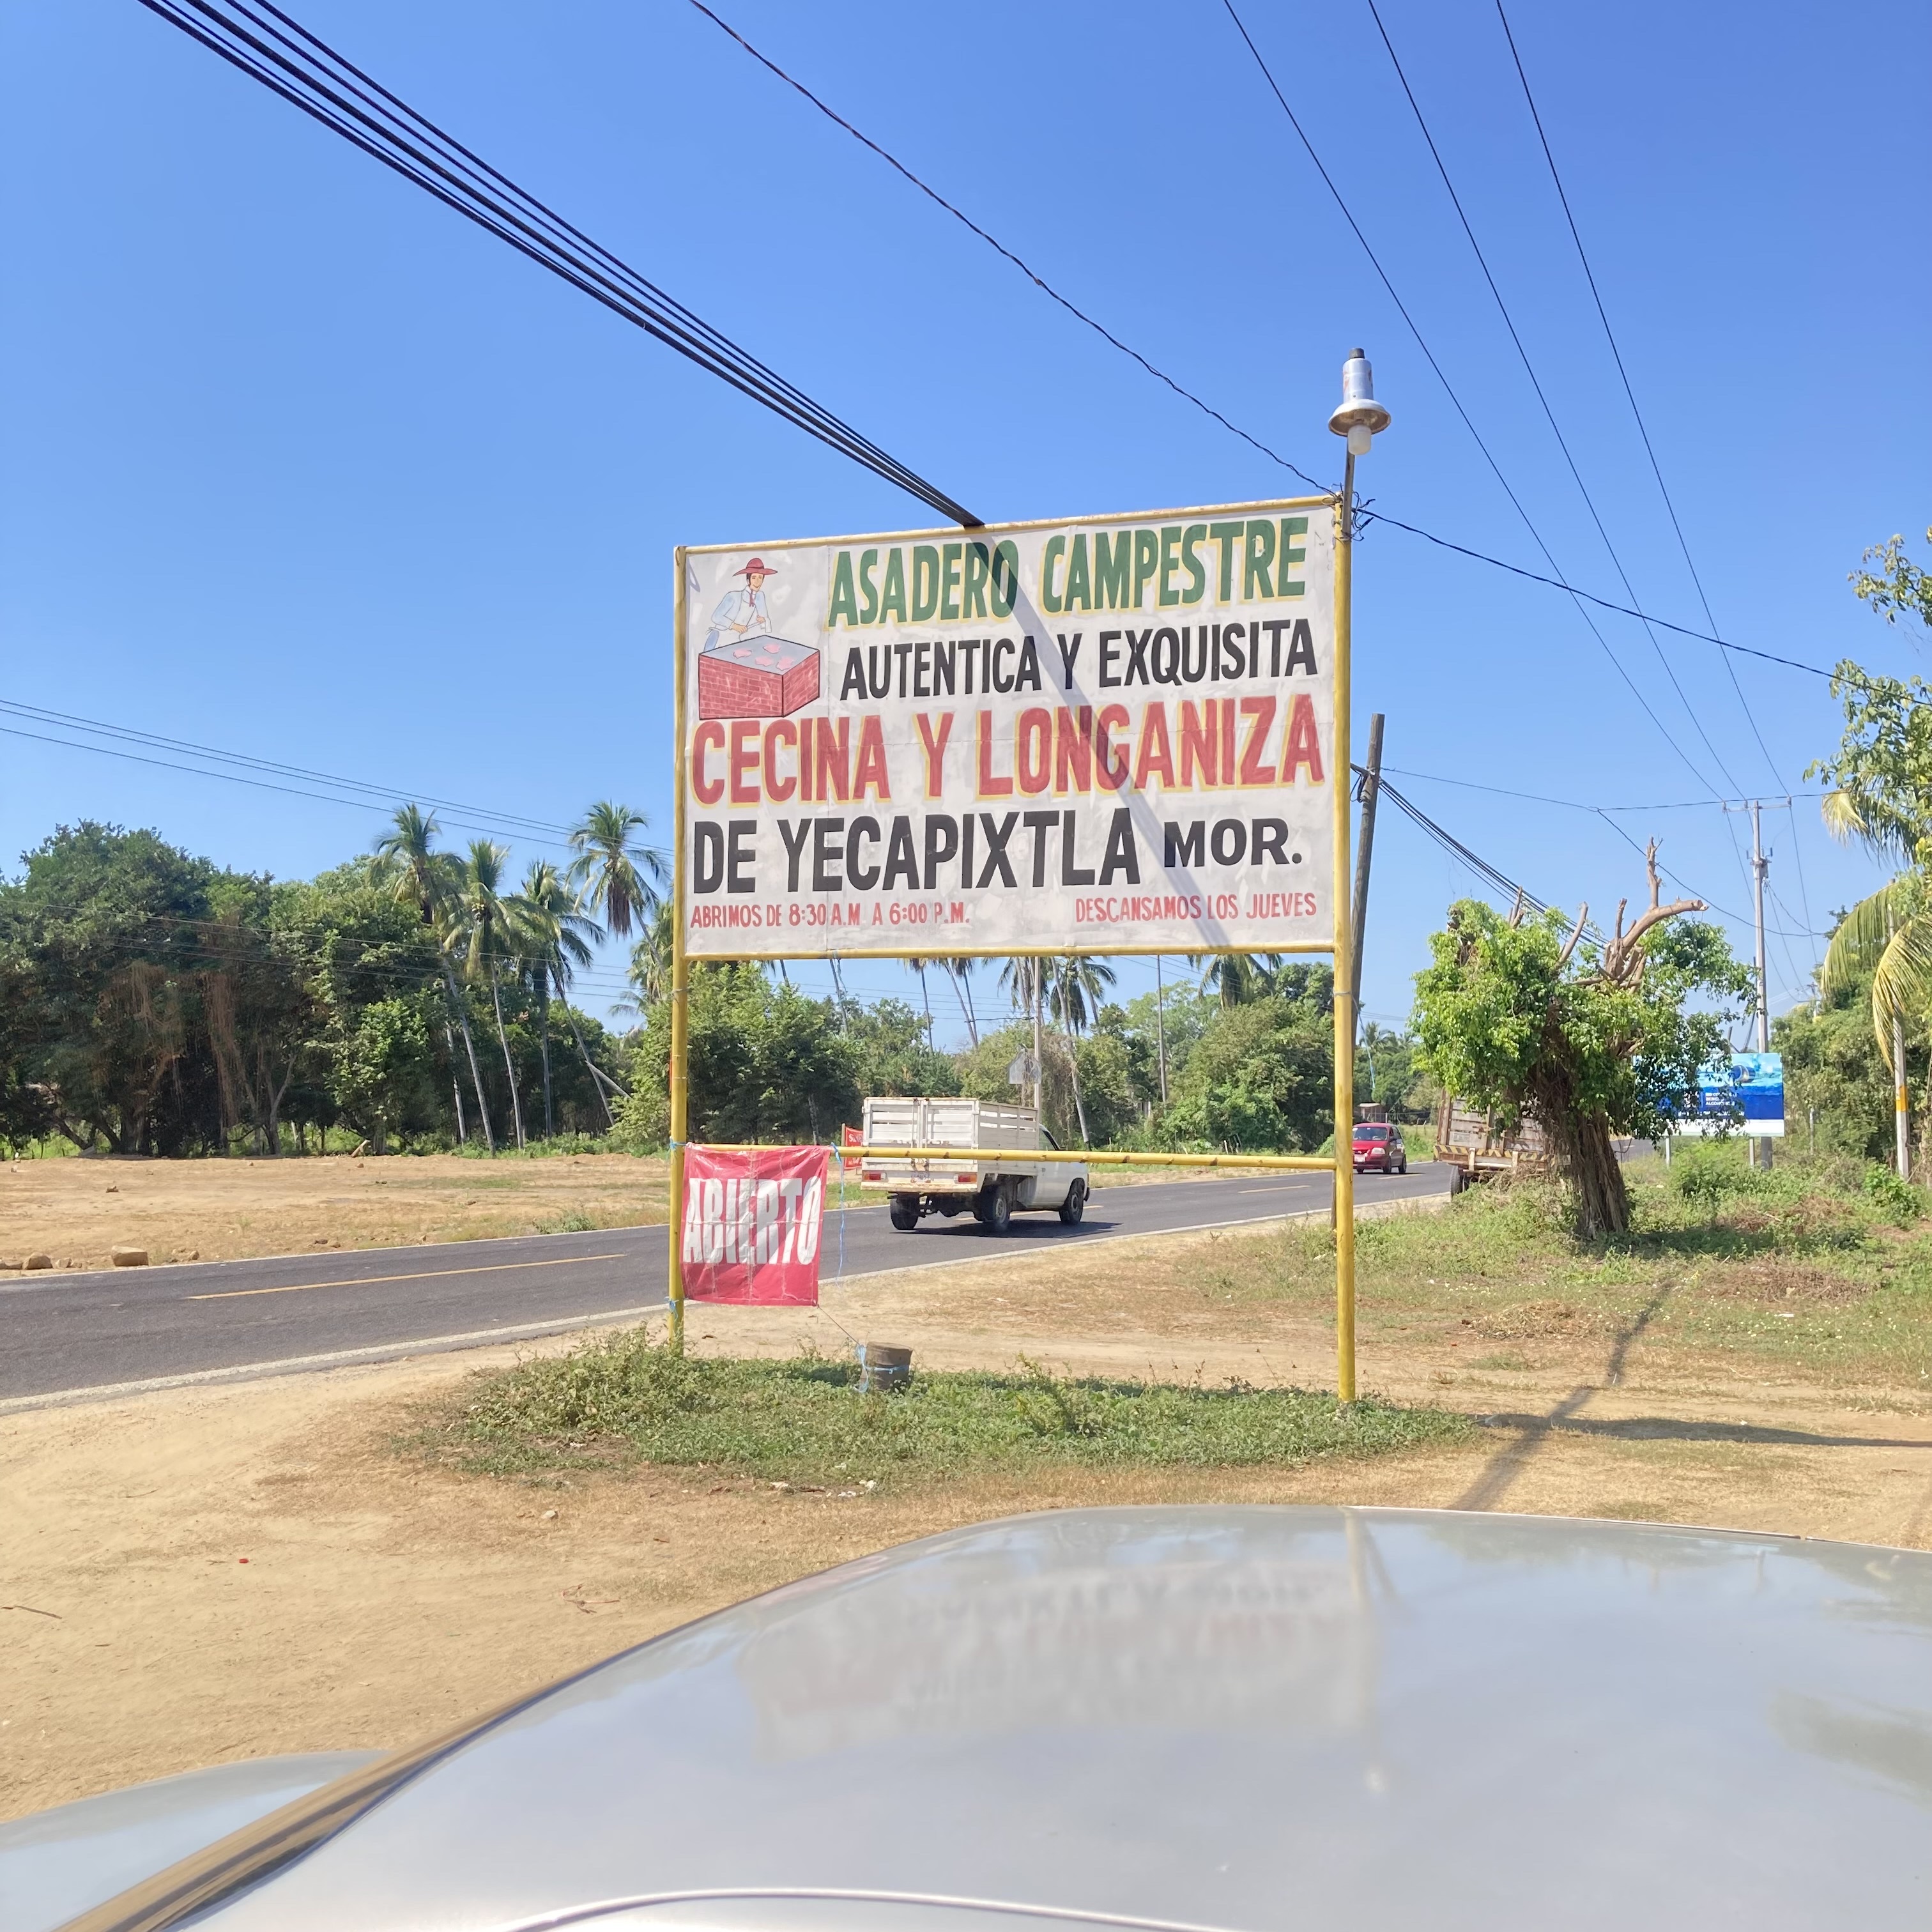 ASADERO CAMPESTRE
AUTENTICA Y EXQUISITA
CECINA Y LONGANIZA
DE YECAPIXTLA MOR.
ABRIMOS DE 8:30 A.M A 6:00 P.M. DESCANSAMOS LOS JUEVES
ABIERTO